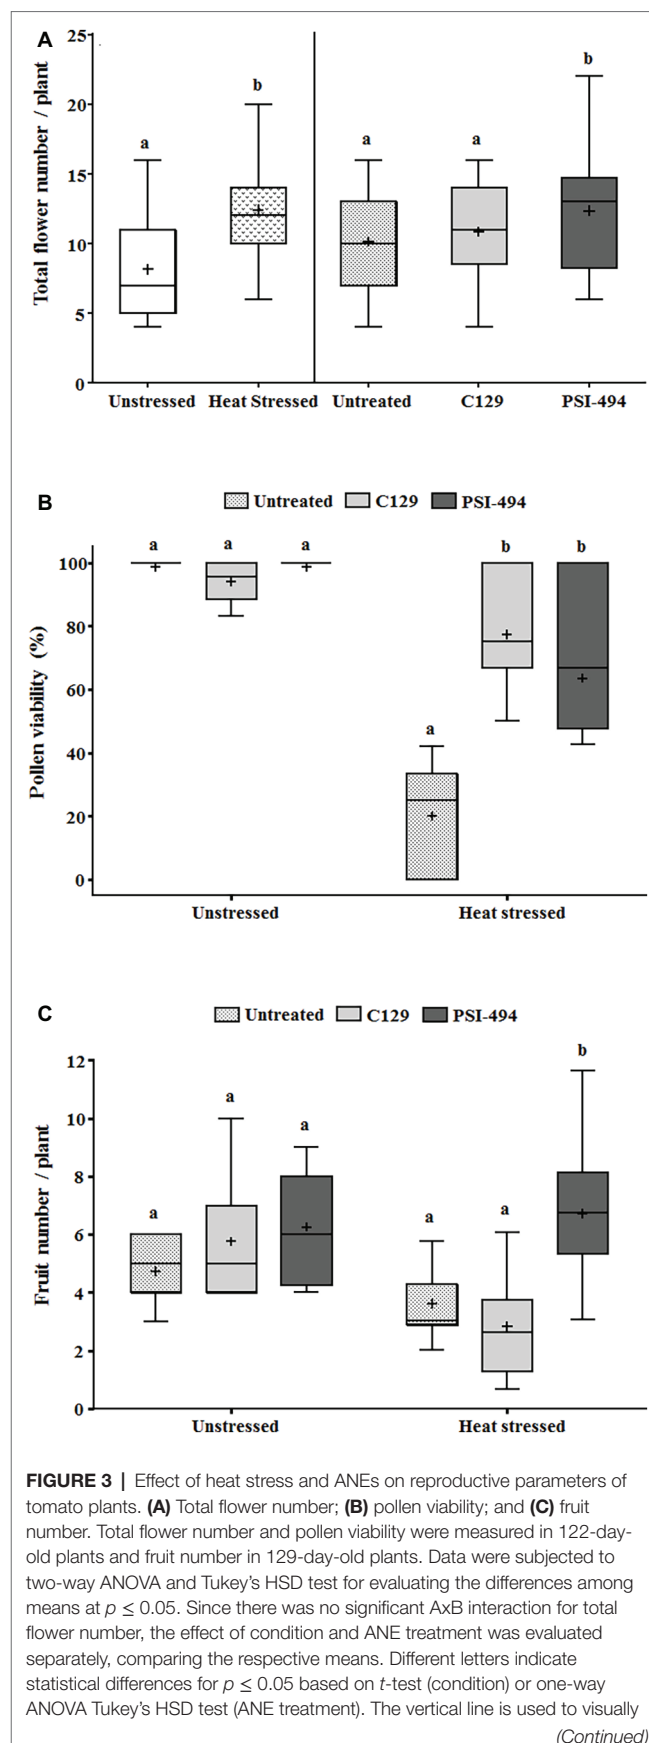 A
Total flower number / plant
25
20
15
10
5
0
a
b
a
a
b
Unstressed Heat Stressed Untreated C129 PSI-494
B
Untreated C129 PSI-494
Pollen viability (%)
100
80
60
40
20
0
a
a
a
a
b
b
Unstressed Heat stressed
C
Untreated C129 PSI-494
Fruit number / plant
12
10
8
6
4
2
0
a
a
a
a
a
b
Unstressed Heat stressed
FIGURE 3 | Effect of heat stress and ANEs on reproductive parameters of
tomato plants. (A) Total flower number; (B) pollen viability; and (C) fruit
number. Total flower number and pollen viability were measured in 122-day-
old plants and fruit number in 129-day-old plants. Data were subjected to
two-way ANOVA and Tukey's HSD test for evaluating the differences among
means at p ≤ 0.05. Since there was no significant AxB interaction for total
flower number, the effect of condition and ANE treatment was evaluated
separately, comparing the respective means. Different letters indicate
statistical differences for p ≤ 0.05 based on t-test (condition) or one-way
ANOVA Tukey's HSD test (ANE treatment). The vertical line is used to visually
(Continued)